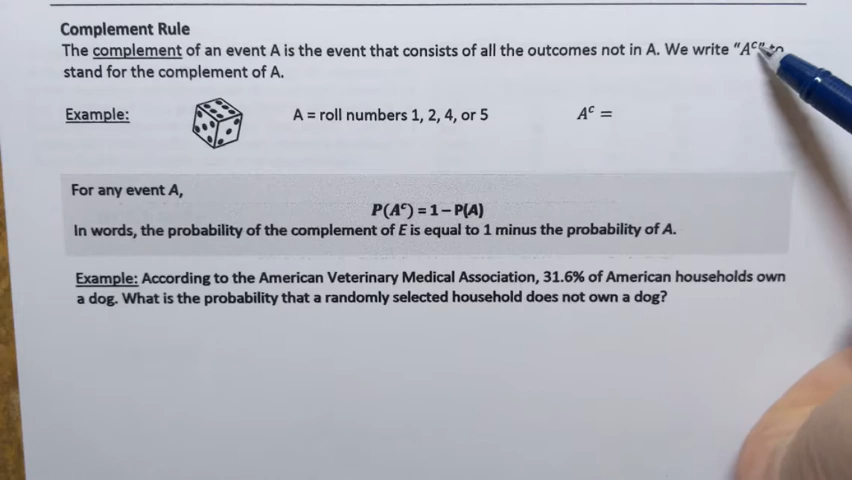 Complement Rule
The complement of an event A is the event that consists of all the outcomes not in A. We write "Aᶜ" to
stand for the complement of A.
Example: A = roll numbers 1, 2, 4, or 5 Aᶜ =
For any event A,
P(Aᶜ) = 1 – P(A)
In words, the probability of the complement of E is equal to 1 minus the probability of A.
Example: According to the American Veterinary Medical Association, 31.6% of American households own
a dog. What is the probability that a randomly selected household does not own a dog?